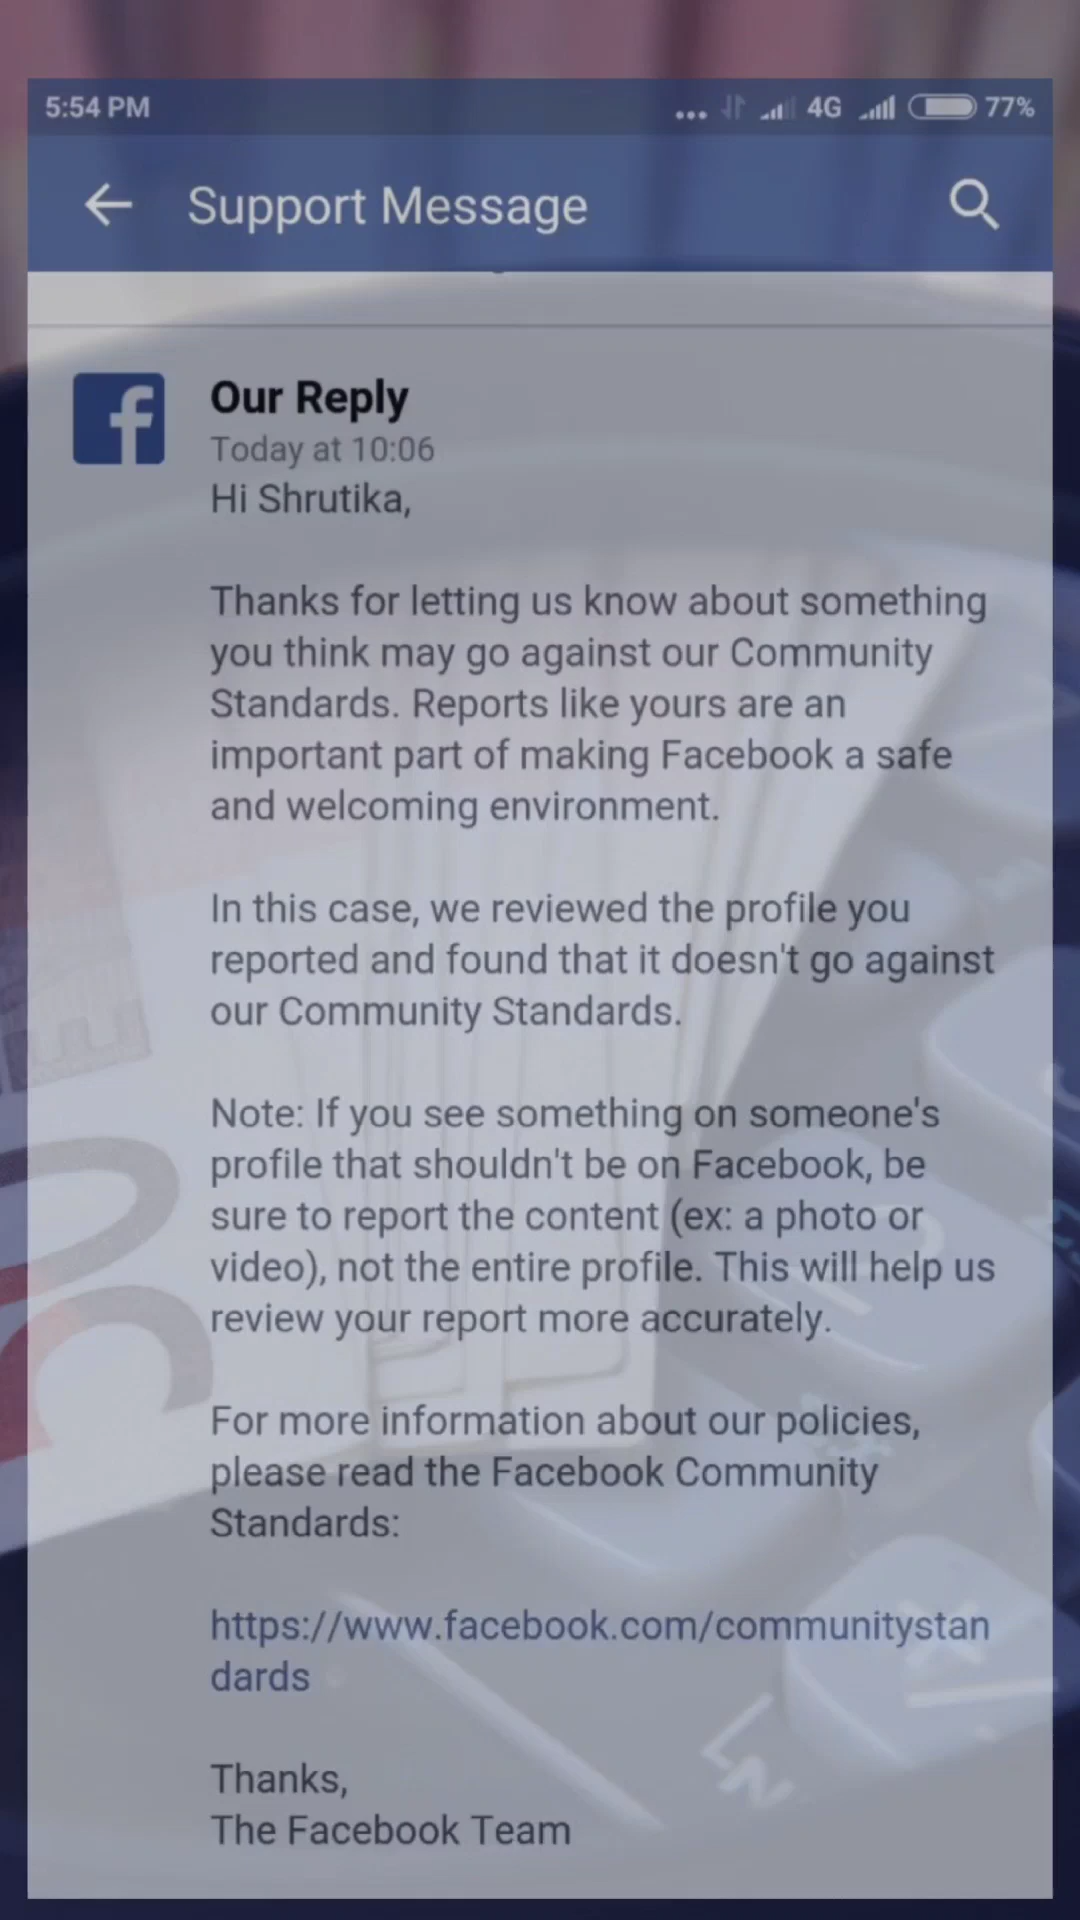 5:54 PM
4G
77%
Support Message
Our Reply
Today at 10:06
Hi Shrutika,
Thanks for letting us know about something
you think may go against our Community
Standards. Reports like yours are an
important part of making Facebook a safe
and welcoming environment.
In this case, we reviewed the profile you
reported and found that it doesn't go against
our Community Standards.
Note: If you see something on someone's
profile that shouldn't be on Facebook, be
sure to report the content (ex: a photo or
video), not the entire profile. This will help us
review your report more accurately.
For more information about our policies,
please read the Facebook Community
Standards:
https://www.facebook.com/communitystan
dards
Thanks,
The Facebook Team
LN